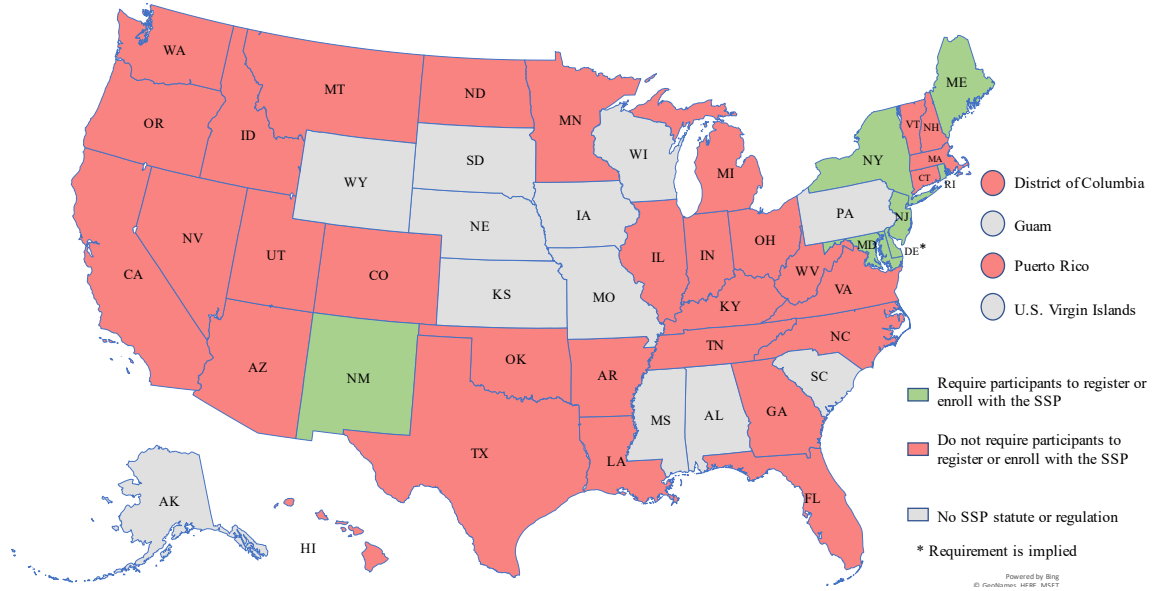 WA
MT
ND
MN
ME
OR
ID
SD
WI
MI
NY
VT
NH
MA
CT
RI
WY
IA
NE
PA
NJ
NV
UT
CO
IL
IN
OH
MD
DE*
CA
KS
MO
WV
VA
KY
AZ
NM
OK
AR
TN
NC
SC
MS
AL
GA
TX
LA
FL
AK
HI
District of Columbia
Guam
Puerto Rico
U.S. Virgin Islands
Require participants to register or
enroll with the SSP
Do not require participants to
register or enroll with the SSP
No SSP statute or regulation
* Requirement is implied
Powered by Bing
© GeoNames, HERE, MSFT